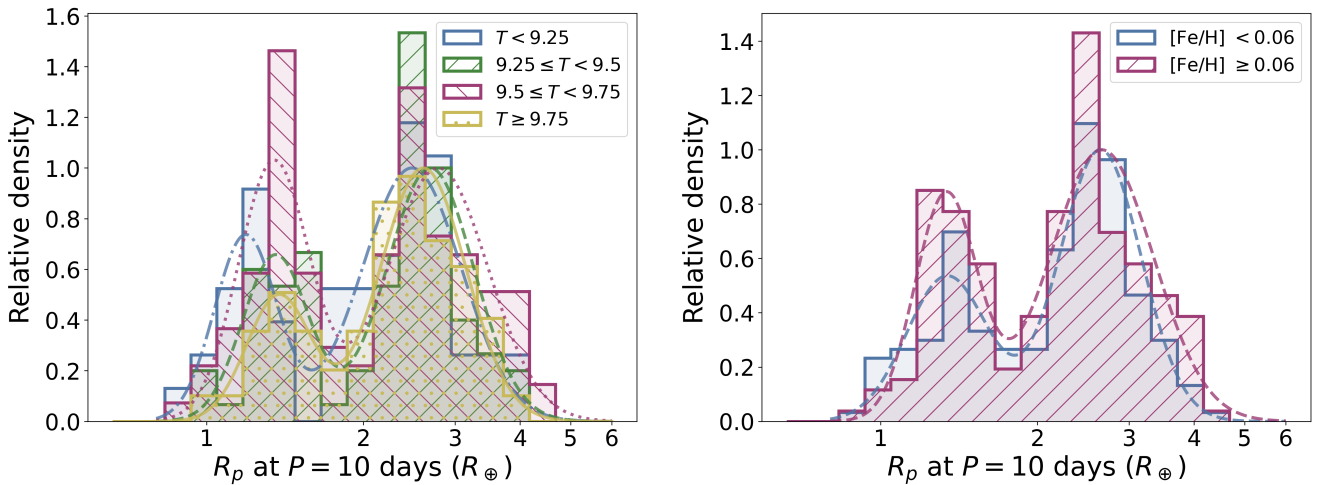 1.6
1.4
1.2
1.0
0.8
0.6
0.4
0.2
0.0
Relative density
T < 9.25
9.25 ≤ T < 9.5
9.5 ≤ T < 9.75
T ≥ 9.75
1 2 3 4 5 6
R_p at P = 10 days (R_⊕)
1.4
1.2
1.0
0.8
0.6
0.4
0.2
0.0
Relative density
[Fe/H] < 0.06
[Fe/H] ≥ 0.06
1 2 3 4 5 6
R_p at P = 10 days (R_⊕)